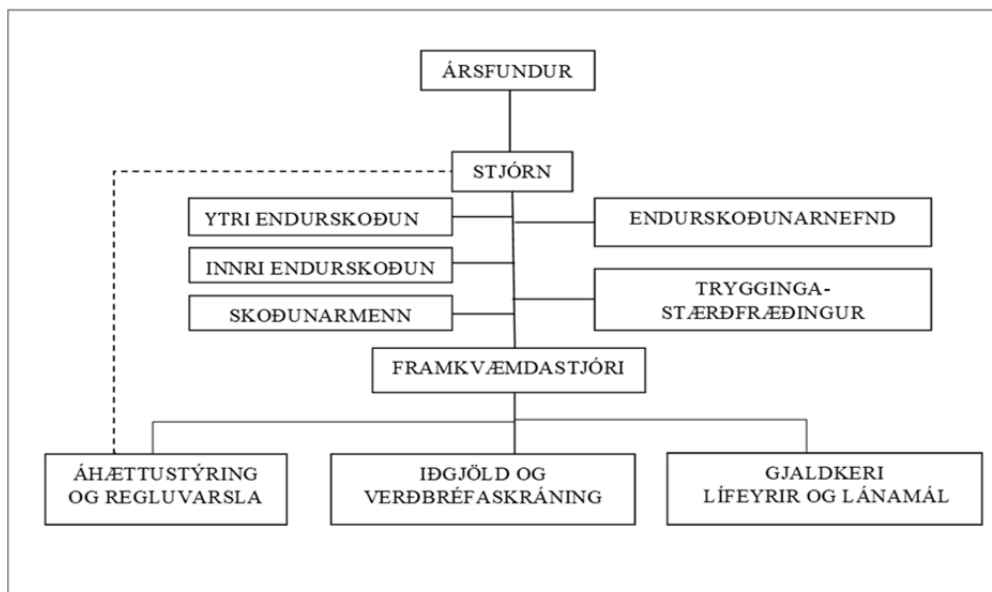 ÁRSFUNDUR
STJÓRN
YTRI ENDURSKOÐUN
ENDURSKOÐUNARNEFND
INNRI ENDURSKOÐUN
TRYGGINGA-
STÆRÐFRÆÐINGUR
SKOÐUNARMENN
FRAMKVÆMDASTJÓRI
ÁHÆTTUSTÝRING
OG REGLUVARSLA
IÐGJÖLD OG
VERÐBRÉFASKRÁNING
GJALDKERI
LÍFEYRIR OG LÁNAMÁL